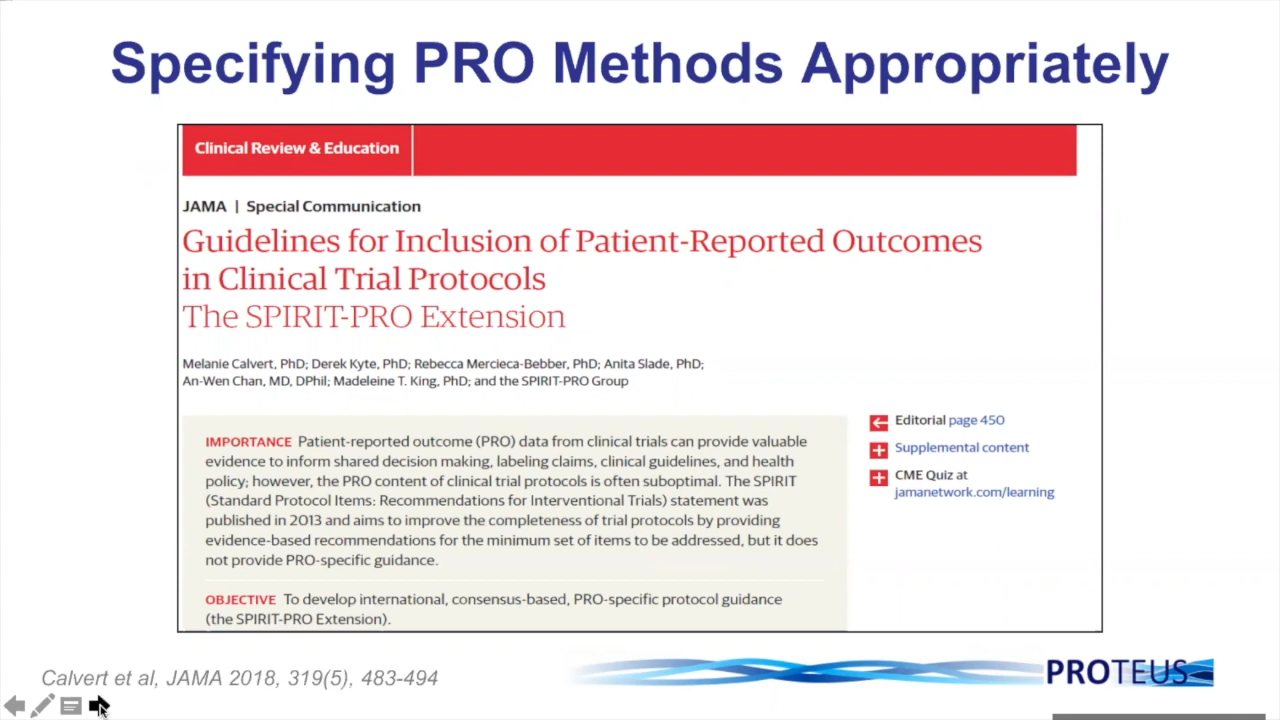 Specifying PRO Methods Appropriately
Clinical Review & Education
JAMA | Special Communication
Guidelines for Inclusion of Patient-Reported Outcomes
in Clinical Trial Protocols
The SPIRIT-PRO Extension
Melanie Calvert, PhD; Derek Kyte, PhD; Rebecca Mercieca-Bebber, PhD; Anita Slade, PhD;
An-Wen Chan, MD, DPhil; Madeleine T. King, PhD; and the SPIRIT-PRO Group
IMPORTANCE Patient-reported outcome (PRO) data from clinical trials can provide valuable
evidence to inform shared decision making, labeling claims, clinical guidelines, and health
policy; however, the PRO content of clinical trial protocols is often suboptimal. The SPIRIT
(Standard Protocol Items: Recommendations for Interventional Trials) statement was
published in 2013 and aims to improve the completeness of trial protocols by providing
evidence-based recommendations for the minimum set of items to be addressed, but it does
not provide PRO-specific guidance.
OBJECTIVE To develop international, consensus-based, PRO-specific protocol guidance
(the SPIRIT-PRO Extension).
Editorial page 450
Supplemental content
CME Quiz at
jamanetwork.com/learning
Calvert et al, JAMA 2018, 319(5), 483-494
PROTEUS